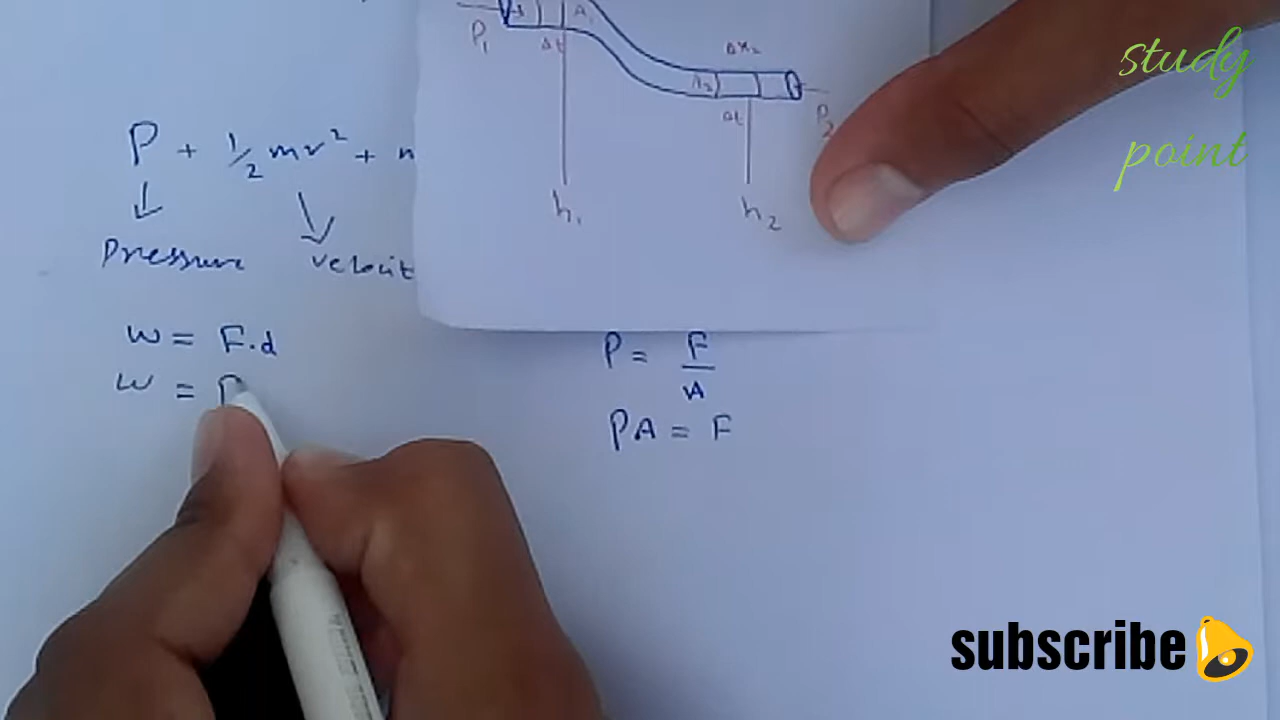 P₁
Δt
A₁
Δx₂
A₂
Δt
P₂
h₁
h₂
study
point
P + 1/2 mv² +
Pressure
velocit
W = F.d
W = P
P = F/A
PA = F
subscribe